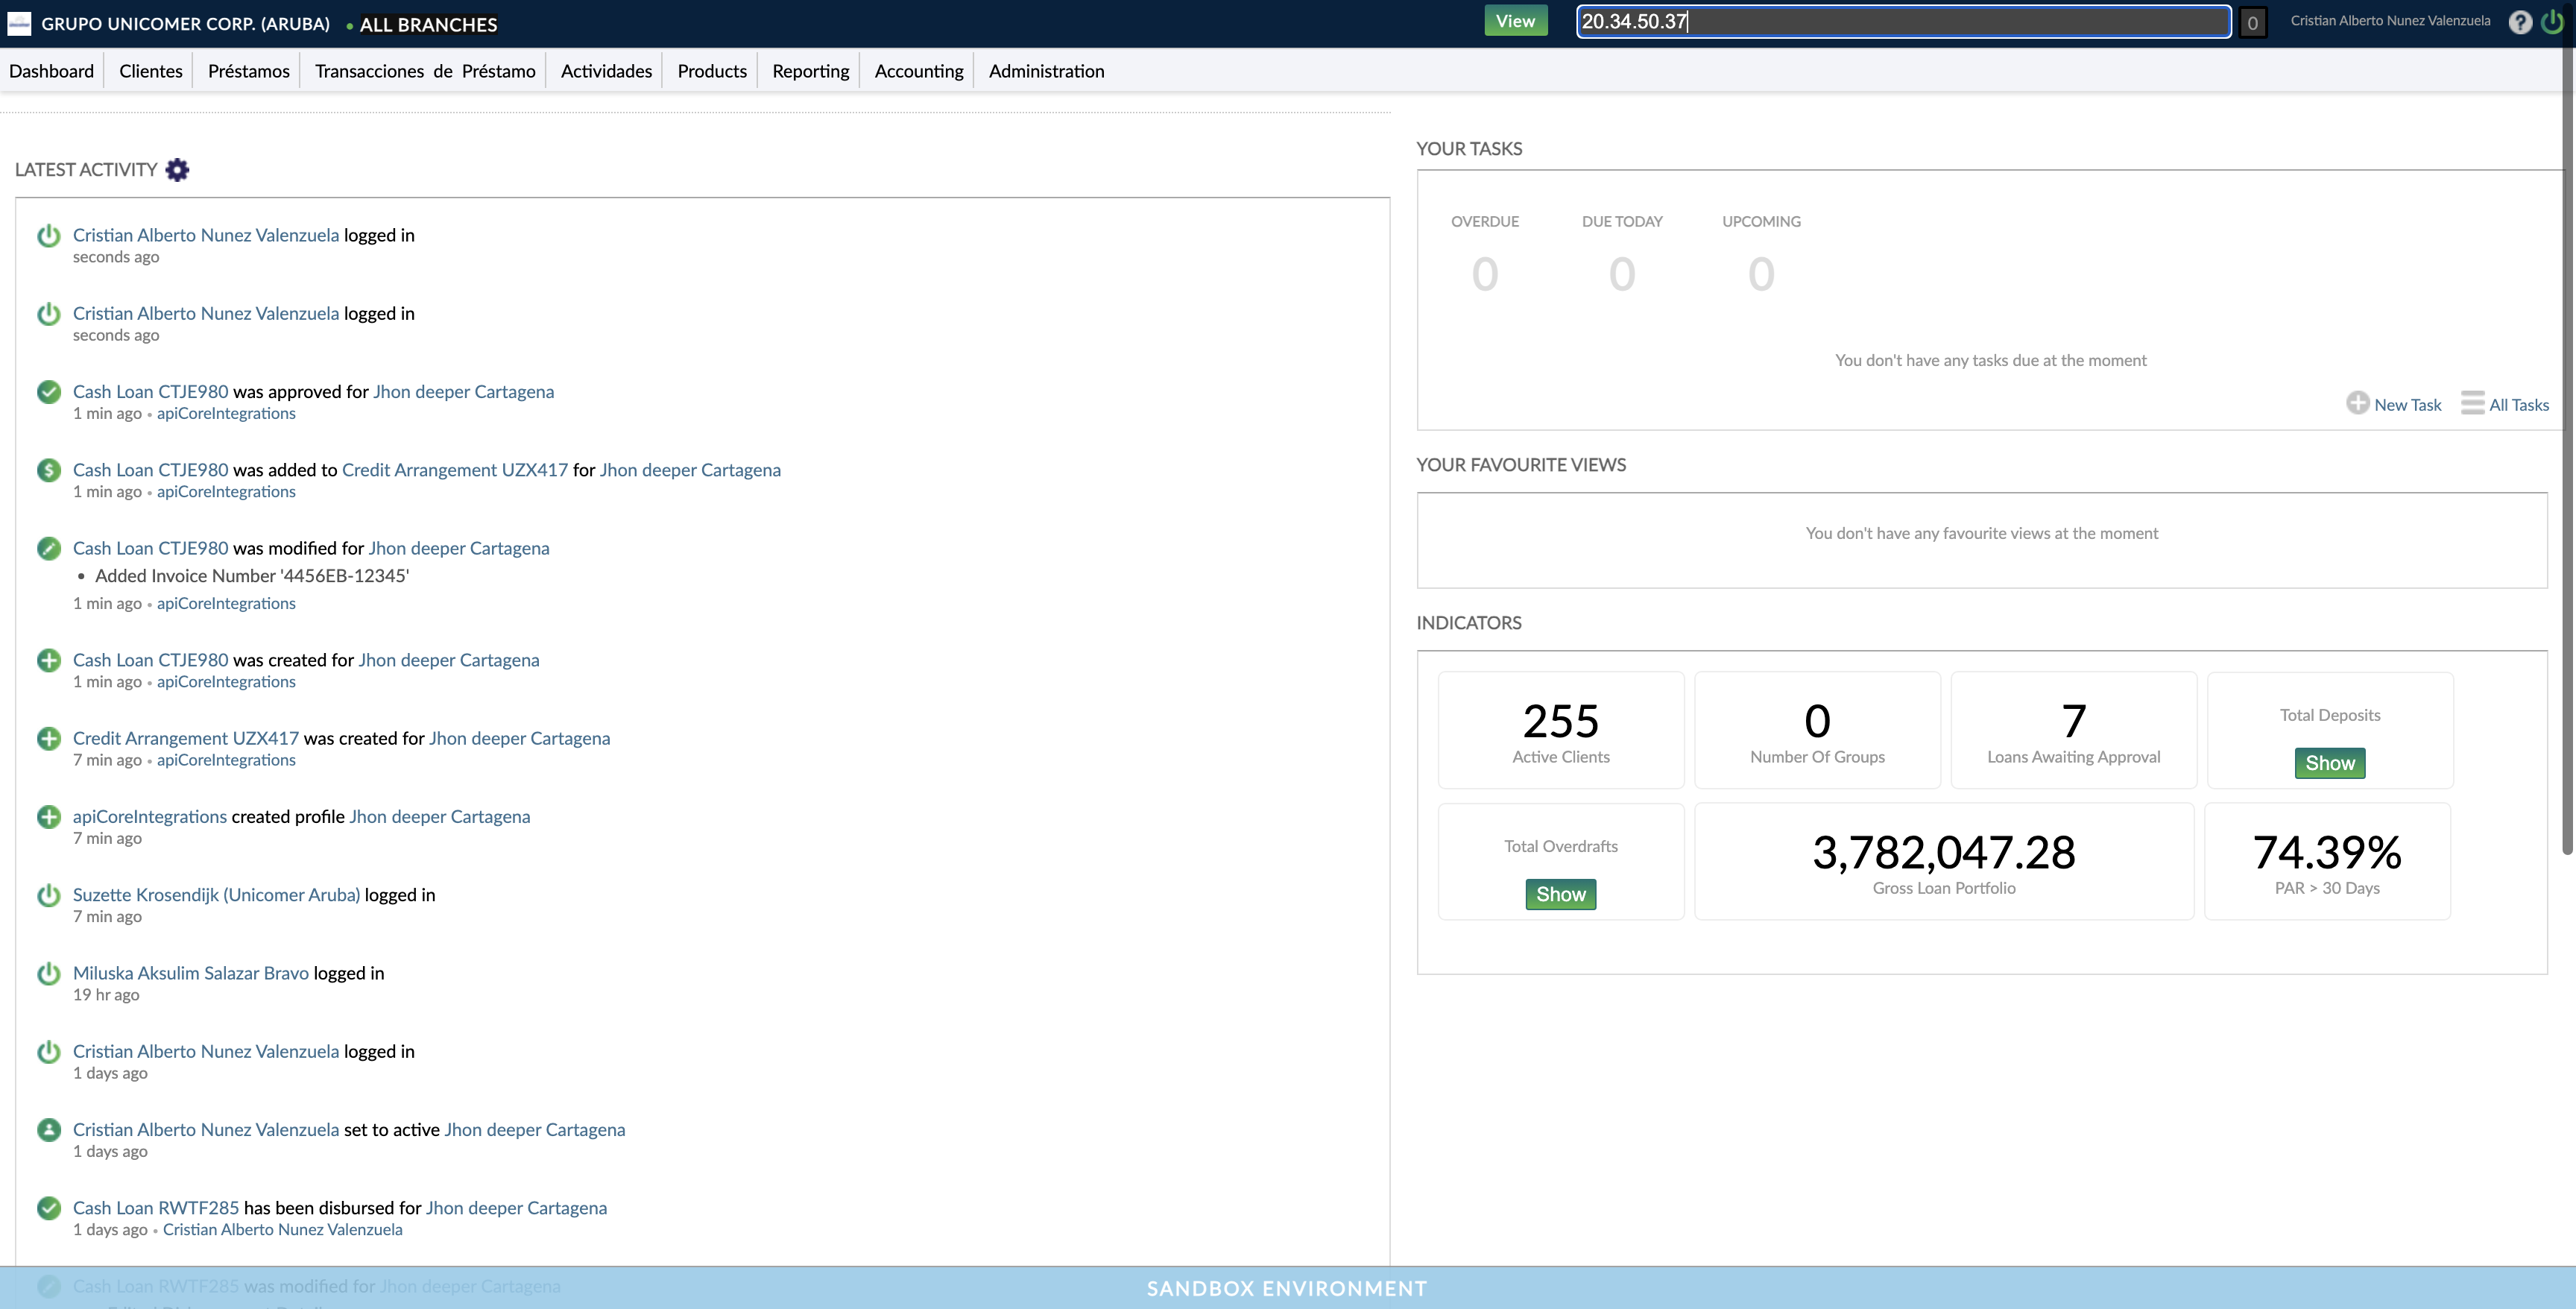 GRUPO UNICOMER CORP. (ARUBA) • ALL BRANCHES
View
20.34.50.37
0
Cristian Alberto Nunez Valenzuela
?
Dashboard Clientes Préstamos Transacciones de Préstamo Actividades Products Reporting Accounting Administration
LATEST ACTIVITY
Cristian Alberto Nunez Valenzuela logged in
seconds ago
Cristian Alberto Nunez Valenzuela logged in
seconds ago
Cash Loan CTJE980 was approved for Jhon deeper Cartagena
1 min ago • apiCoreIntegrations
Cash Loan CTJE980 was added to Credit Arrangement UZX417 for Jhon deeper Cartagena
1 min ago • apiCoreIntegrations
Cash Loan CTJE980 was modified for Jhon deeper Cartagena
• Added Invoice Number '4456EB-12345'
1 min ago • apiCoreIntegrations
Cash Loan CTJE980 was created for Jhon deeper Cartagena
1 min ago • apiCoreIntegrations
Credit Arrangement UZX417 was created for Jhon deeper Cartagena
7 min ago • apiCoreIntegrations
apiCoreIntegrations created profile Jhon deeper Cartagena
7 min ago
Suzette Krosendijk (Unicomer Aruba) logged in
7 min ago
Miluska Aksulim Salazar Bravo logged in
19 hr ago
Cristian Alberto Nunez Valenzuela logged in
1 days ago
Cristian Alberto Nunez Valenzuela set to active Jhon deeper Cartagena
1 days ago
Cash Loan RWTF285 has been disbursed for Jhon deeper Cartagena
1 days ago • Cristian Alberto Nunez Valenzuela
Cash Loan RWTF285 was modified for Jhon deeper Cartagena
YOUR TASKS
OVERDUE DUE TODAY UPCOMING
0 0 0
You don't have any tasks due at the moment
New Task All Tasks
YOUR FAVOURITE VIEWS
You don't have any favourite views at the moment
INDICATORS
255
Active Clients
0
Number Of Groups
7
Loans Awaiting Approval
Total Deposits
Show
Total Overdrafts
Show
3,782,047.28
Gross Loan Portfolio
74.39%
PAR > 30 Days
SANDBOX ENVIRONMENT